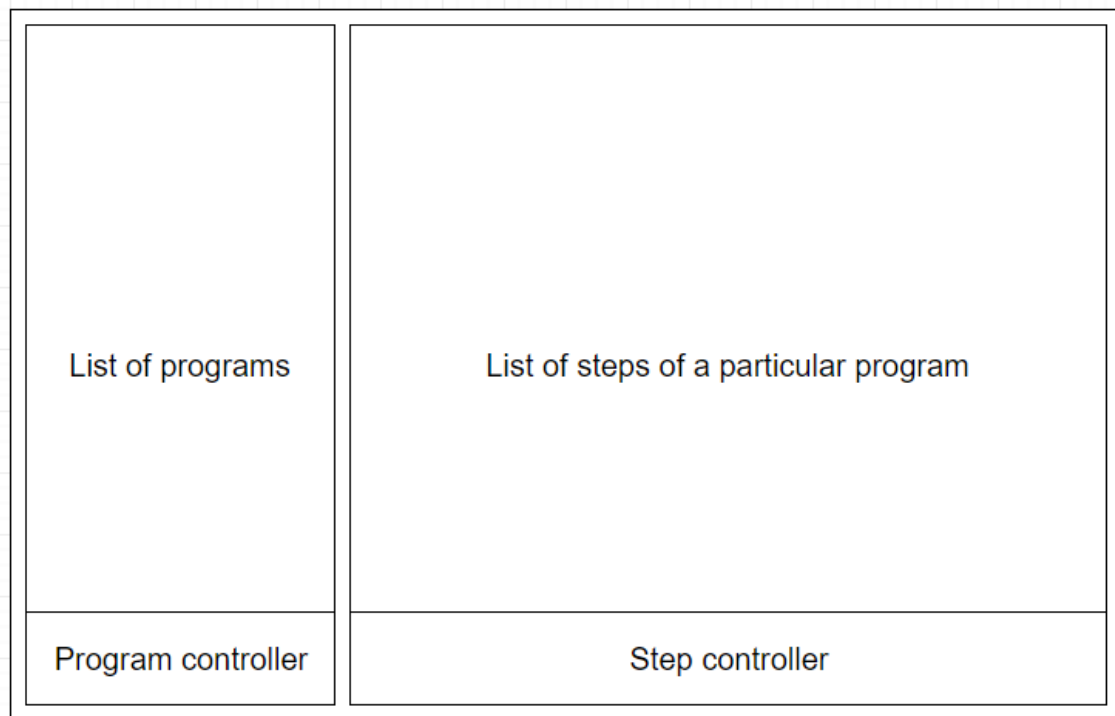 List of programs
List of steps of a particular program
Program controller
Step controller